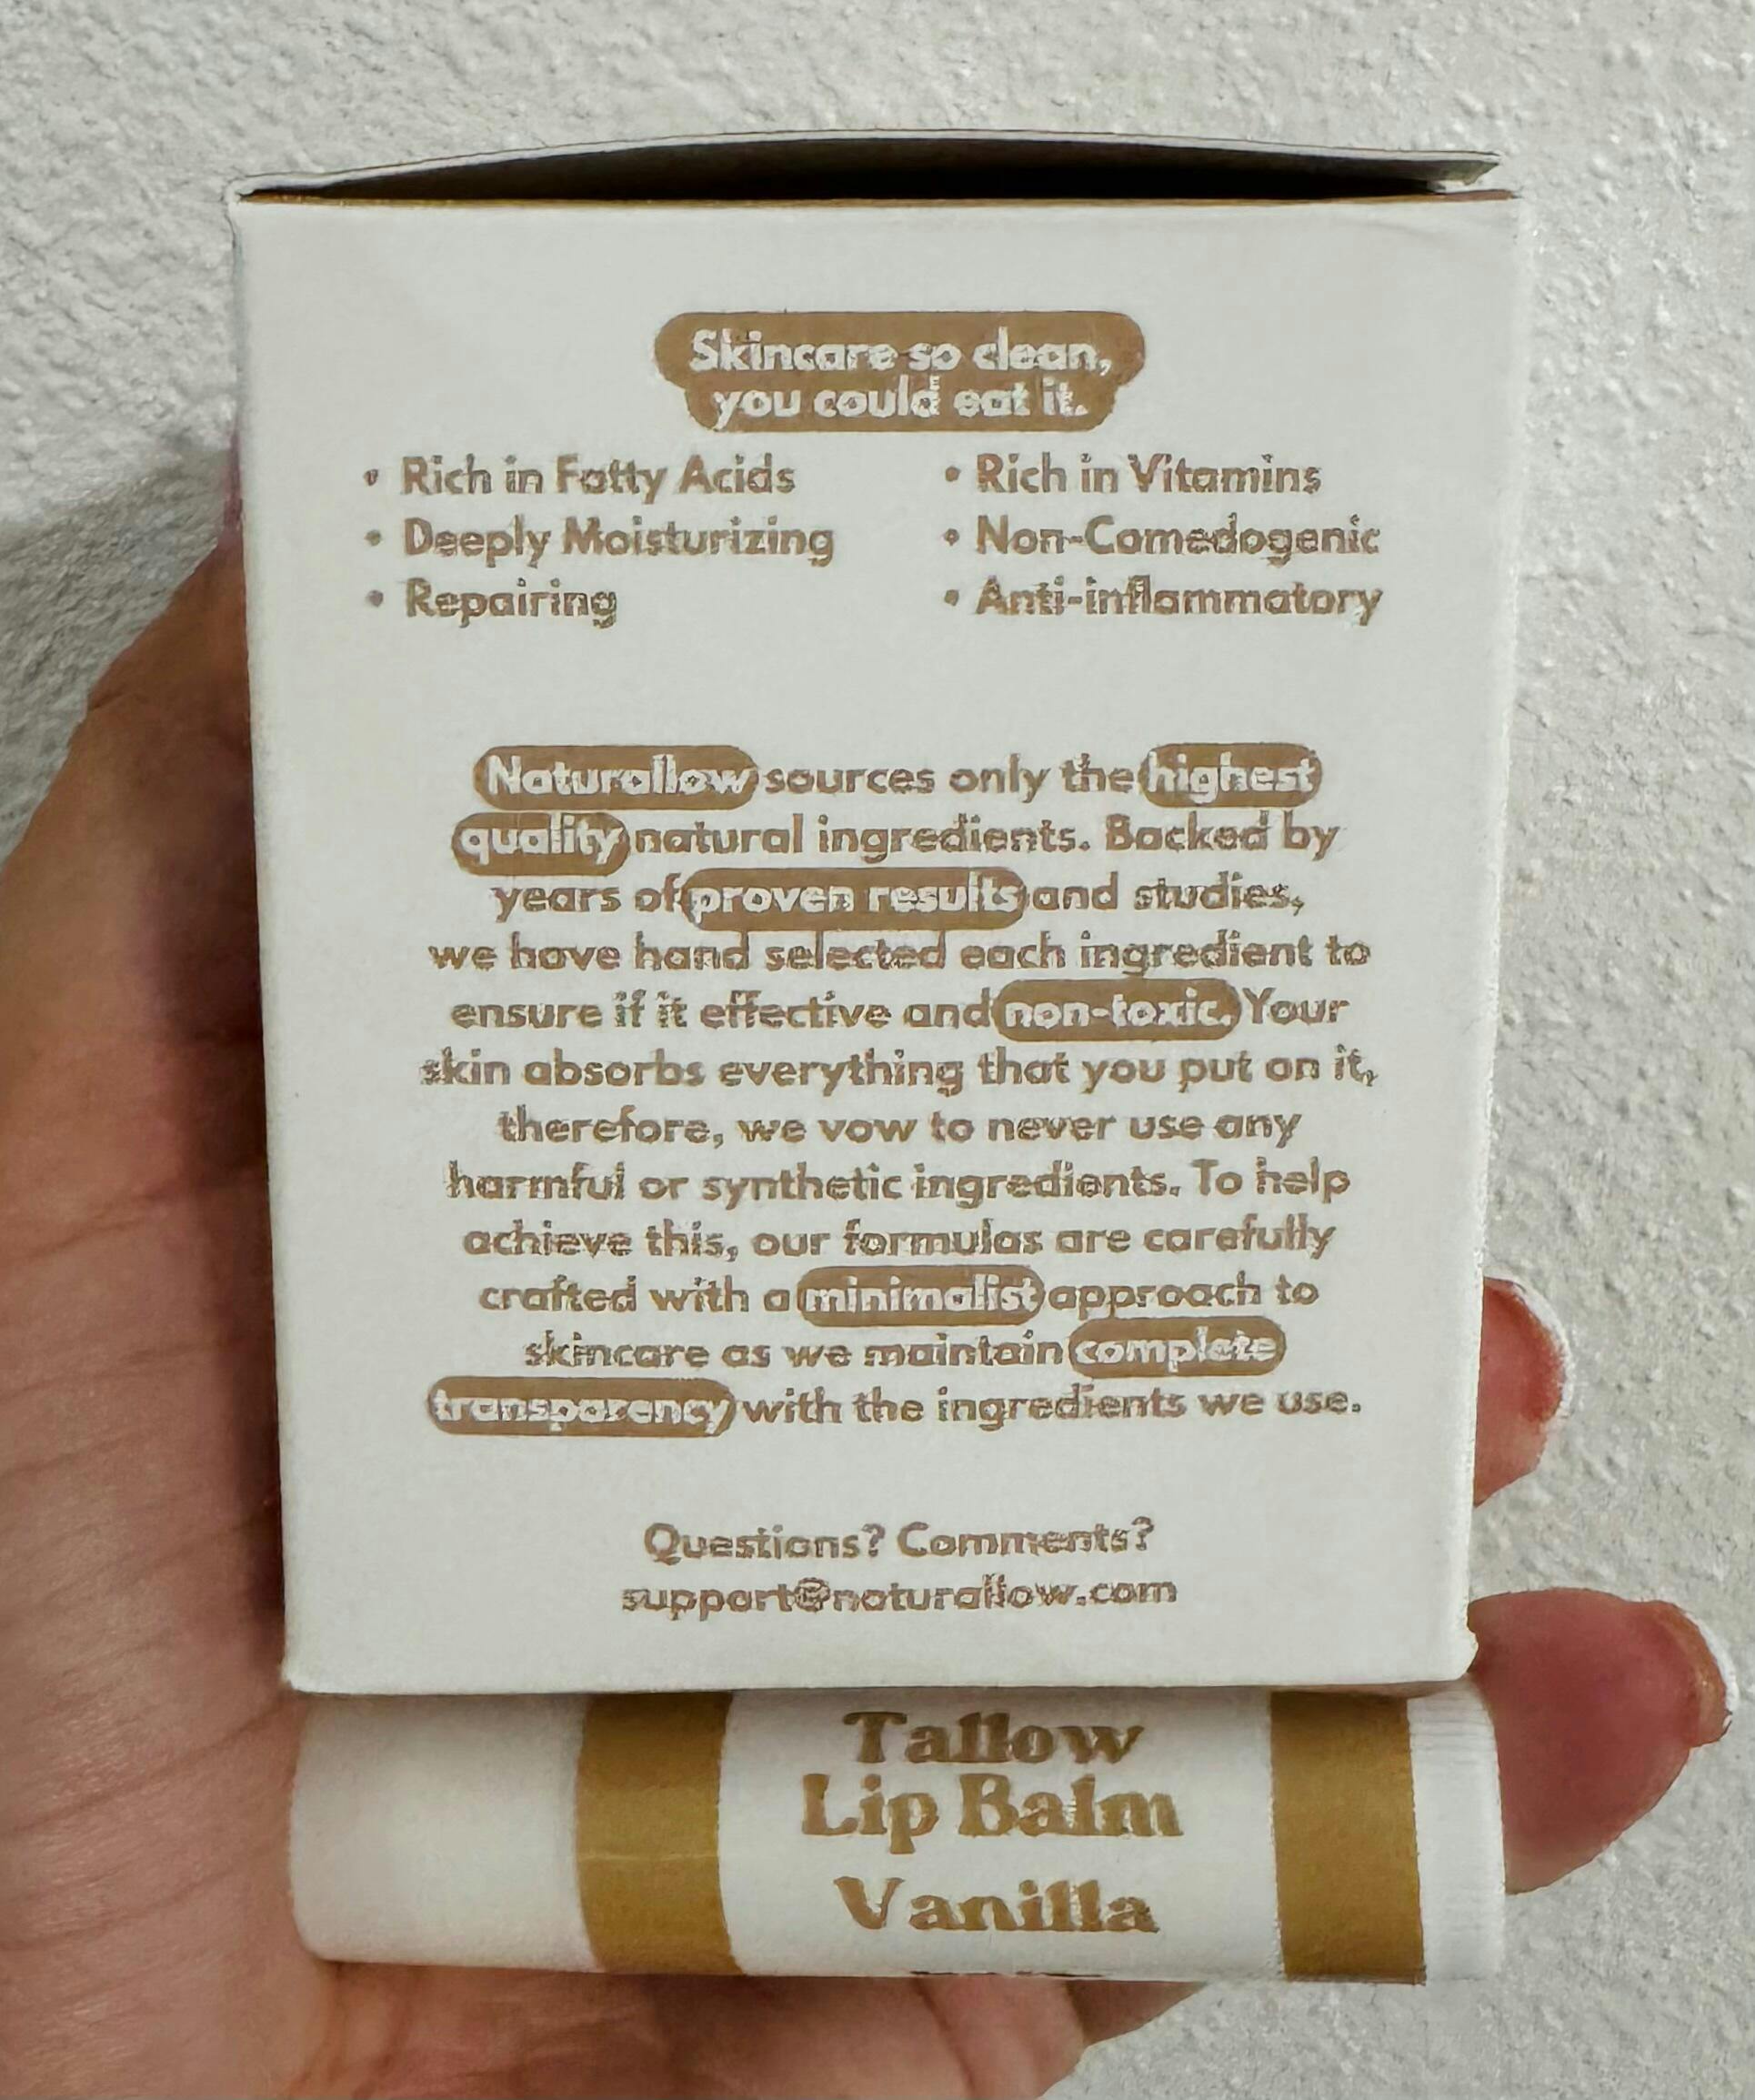 Skincare so clean,
you could eat it.
• Rich in Fatty Acids
• Deeply Moisturizing
• Repairing
• Rich in Vitamins
• Non-Comedogenic
• Anti-inflammatory
Naturallow sources only the highest
quality natural ingredients. Backed by
years of proven results and studies,
we have hand selected each ingredient to
ensure if it effective and non-toxic. Your
skin absorbs everything that you put on it,
therefore, we vow to never use any
harmful or synthetic ingredients. To help
achieve this, our formulas are carefully
crafted with a minimalist approach to
skincare as we maintain complete
transparency with the ingredients we use.
Questions? Comments?
support@naturallow.com
Tallow
Lip Balm
Vanilla